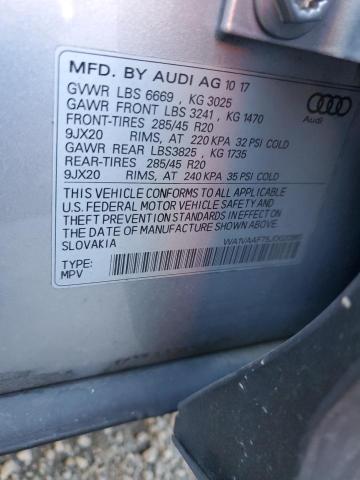 MFD. BY AUDI AG 10 17
GVWR LBS 6669 , KG 3025
GAWR FRONT LBS 3241 , KG 1470
FRONT-TIRES 285/45 R20
9JX20 RIMS, AT 220 KPA 32 PSI COLD
GAWR REAR LBS3825 , KG 1735
REAR-TIRES 285/45 R20
9JX20 RIMS, AT 240 KPA 35 PSI COLD
Audi
THIS VEHICLE CONFORMS TO ALL APPLICABLE
U.S. FEDERAL MOTOR VEHICLE SAFETY AND
THEFT PREVENTION STANDARDS IN EFFECT ON
THE DATE OF MANUFACTURE SHOWN ABOVE.
SLOVAKIA
TYPE:
MPV